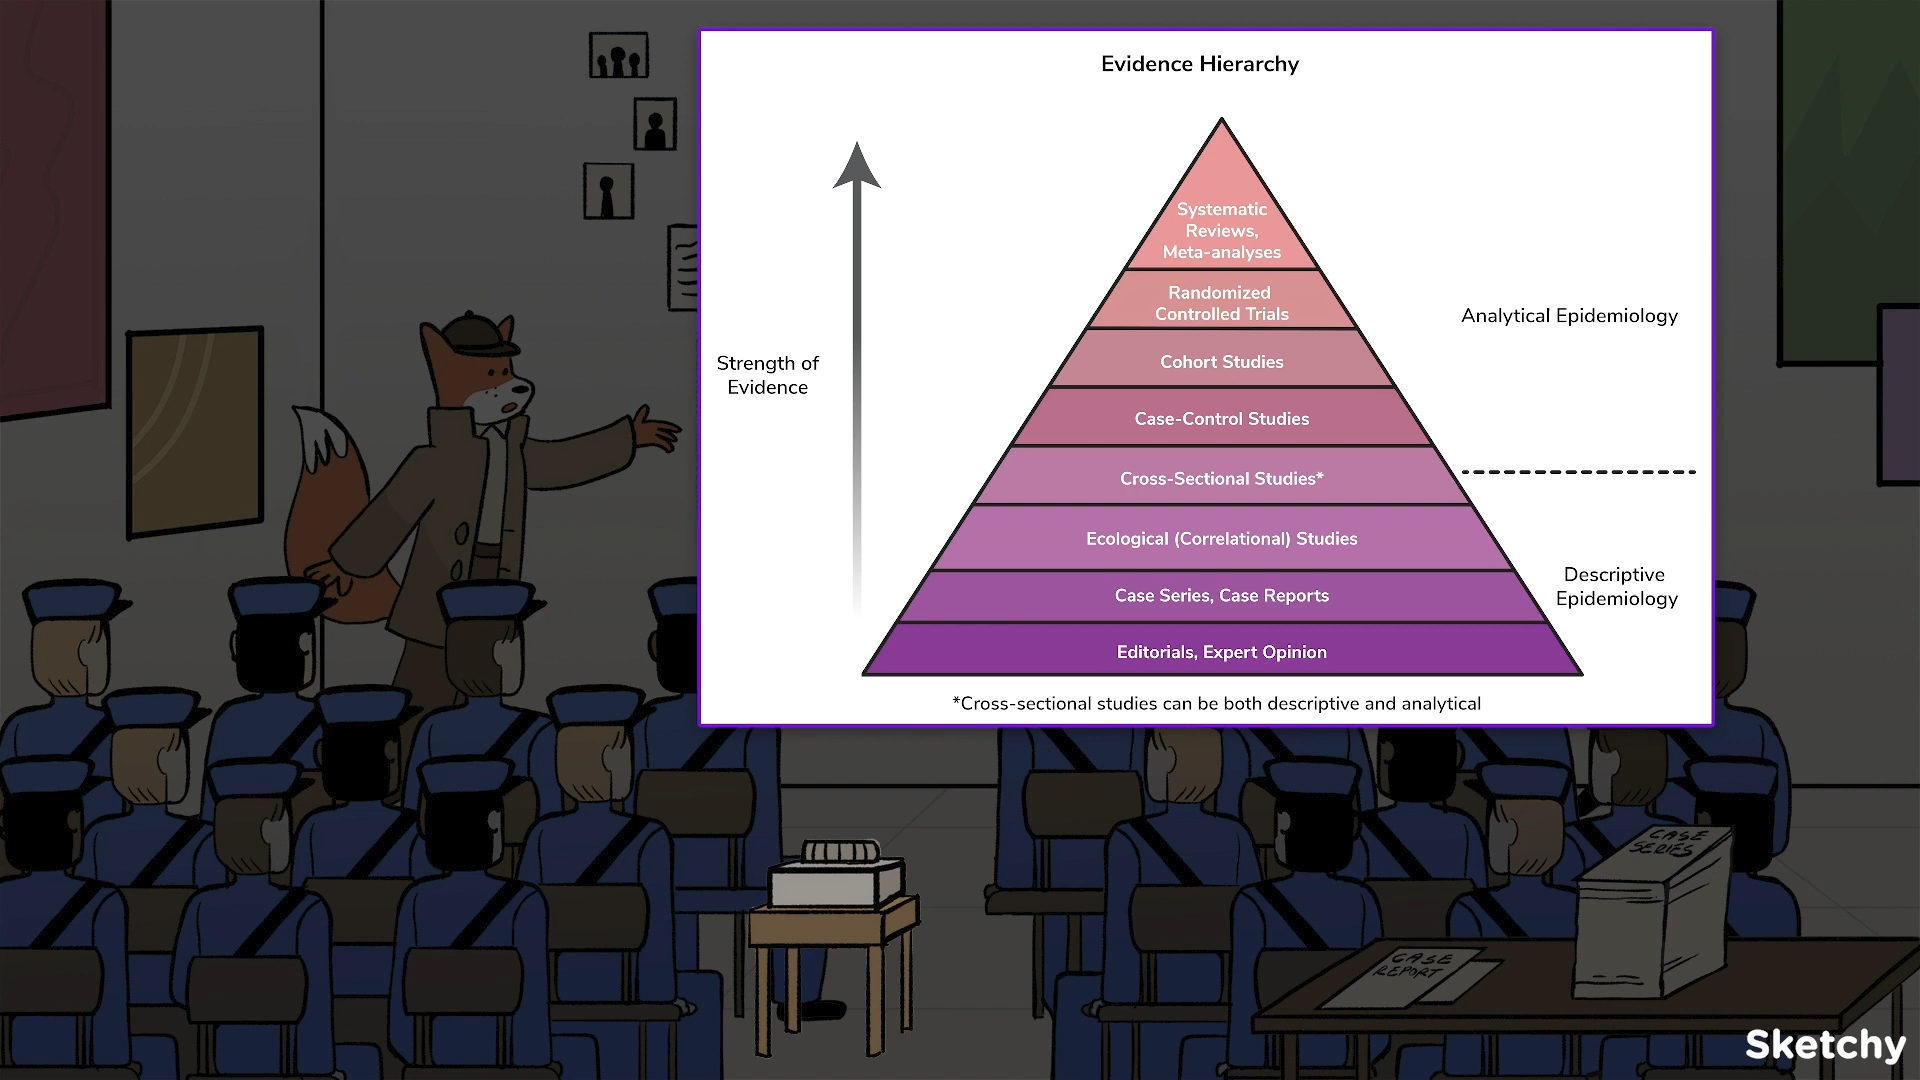 Evidence Hierarchy
Systematic
Reviews,
Meta-analyses
Randomized
Controlled Trials
Analytical Epidemiology
Cohort Studies
Strength of
Evidence
Case-Control Studies
Cross-Sectional Studies*
Ecological (Correlational) Studies
Descriptive
Epidemiology
Case Series, Case Reports
Editorials, Expert Opinion
*Cross-sectional studies can be both descriptive and analytical
CASE
SERIES
CASE
REPORT
Sketchy